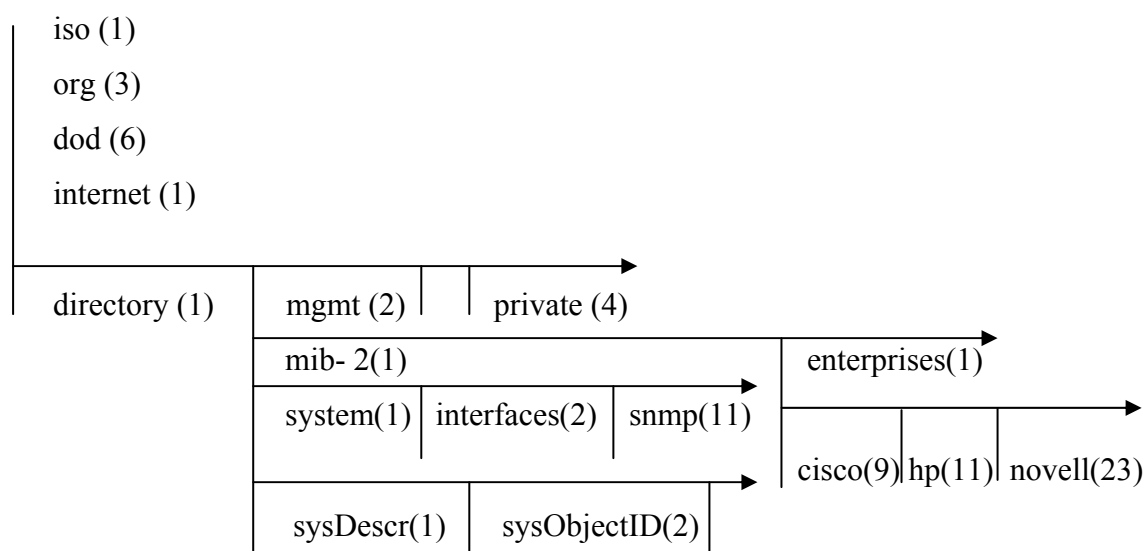 iso (1)
org (3)
dod (6)
internet (1)
directory (1) mgmt (2) private (4)
mib- 2(1) enterprises(1)
system(1) interfaces(2) snmp(11)
cisco(9) hp(11) novell(23)
sysDescr(1) sysObjectID(2)